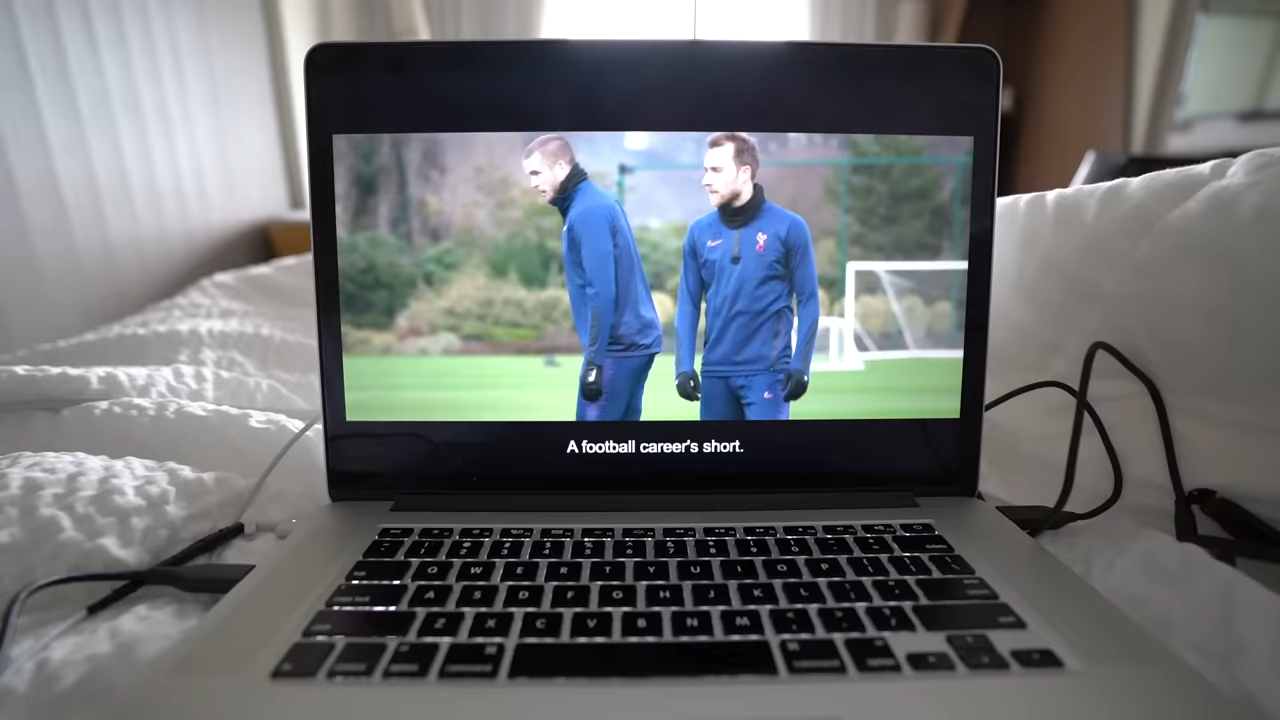 A football career's short.
Q W E R T Y U I O P
A S D F G H J K L
Z X C V B N M